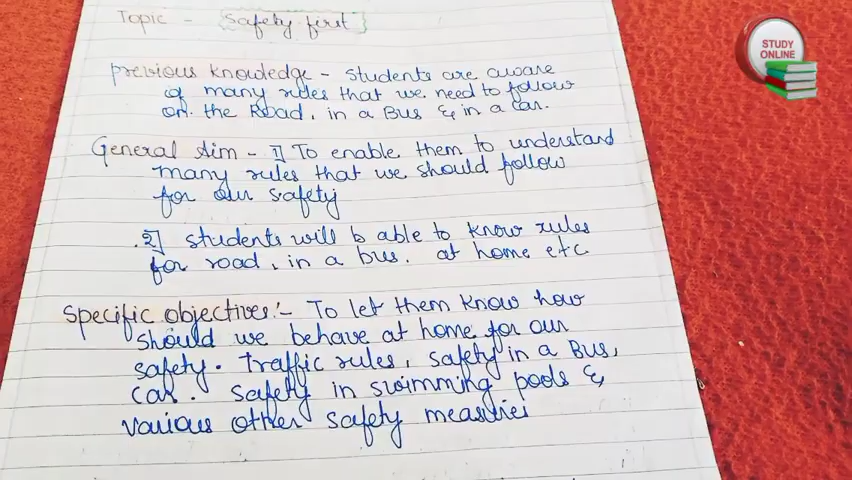 Topic - {Safety first}
previous knowledge - Students are aware
of many rules that we need to follow
on the Road, in a Bus & in a car.
General Aim - 1] To enable them to understand
many rules that we should follow
for our safety
2] students will b able to know rules
for road, in a bus. at home etc
Specific objectives:- To let them know how
should we behave at home for our
safety. Traffic rules, safety in a Bus,
Car. Safety in swimming pools &
various other safety measures
STUDY
ONLINE